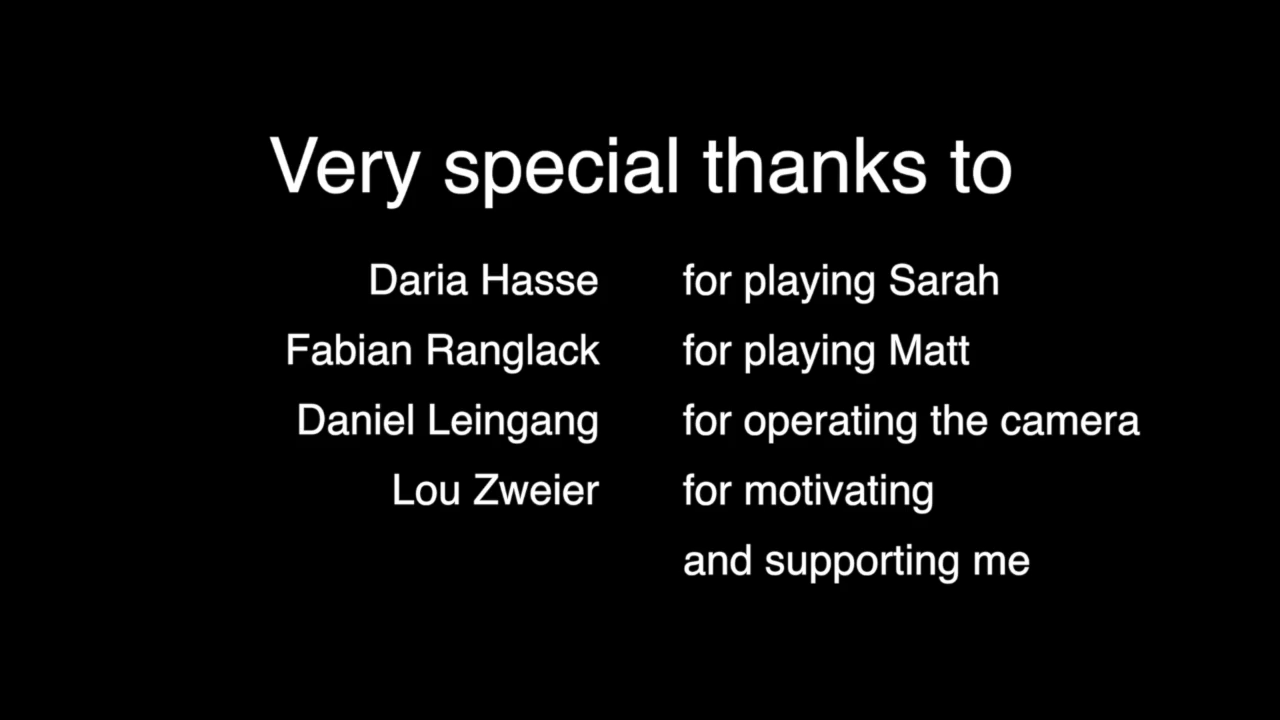 Very special thanks to
Daria Hasse for playing Sarah
Fabian Ranglack for playing Matt
Daniel Leingang for operating the camera
Lou Zweier for motivating
and supporting me